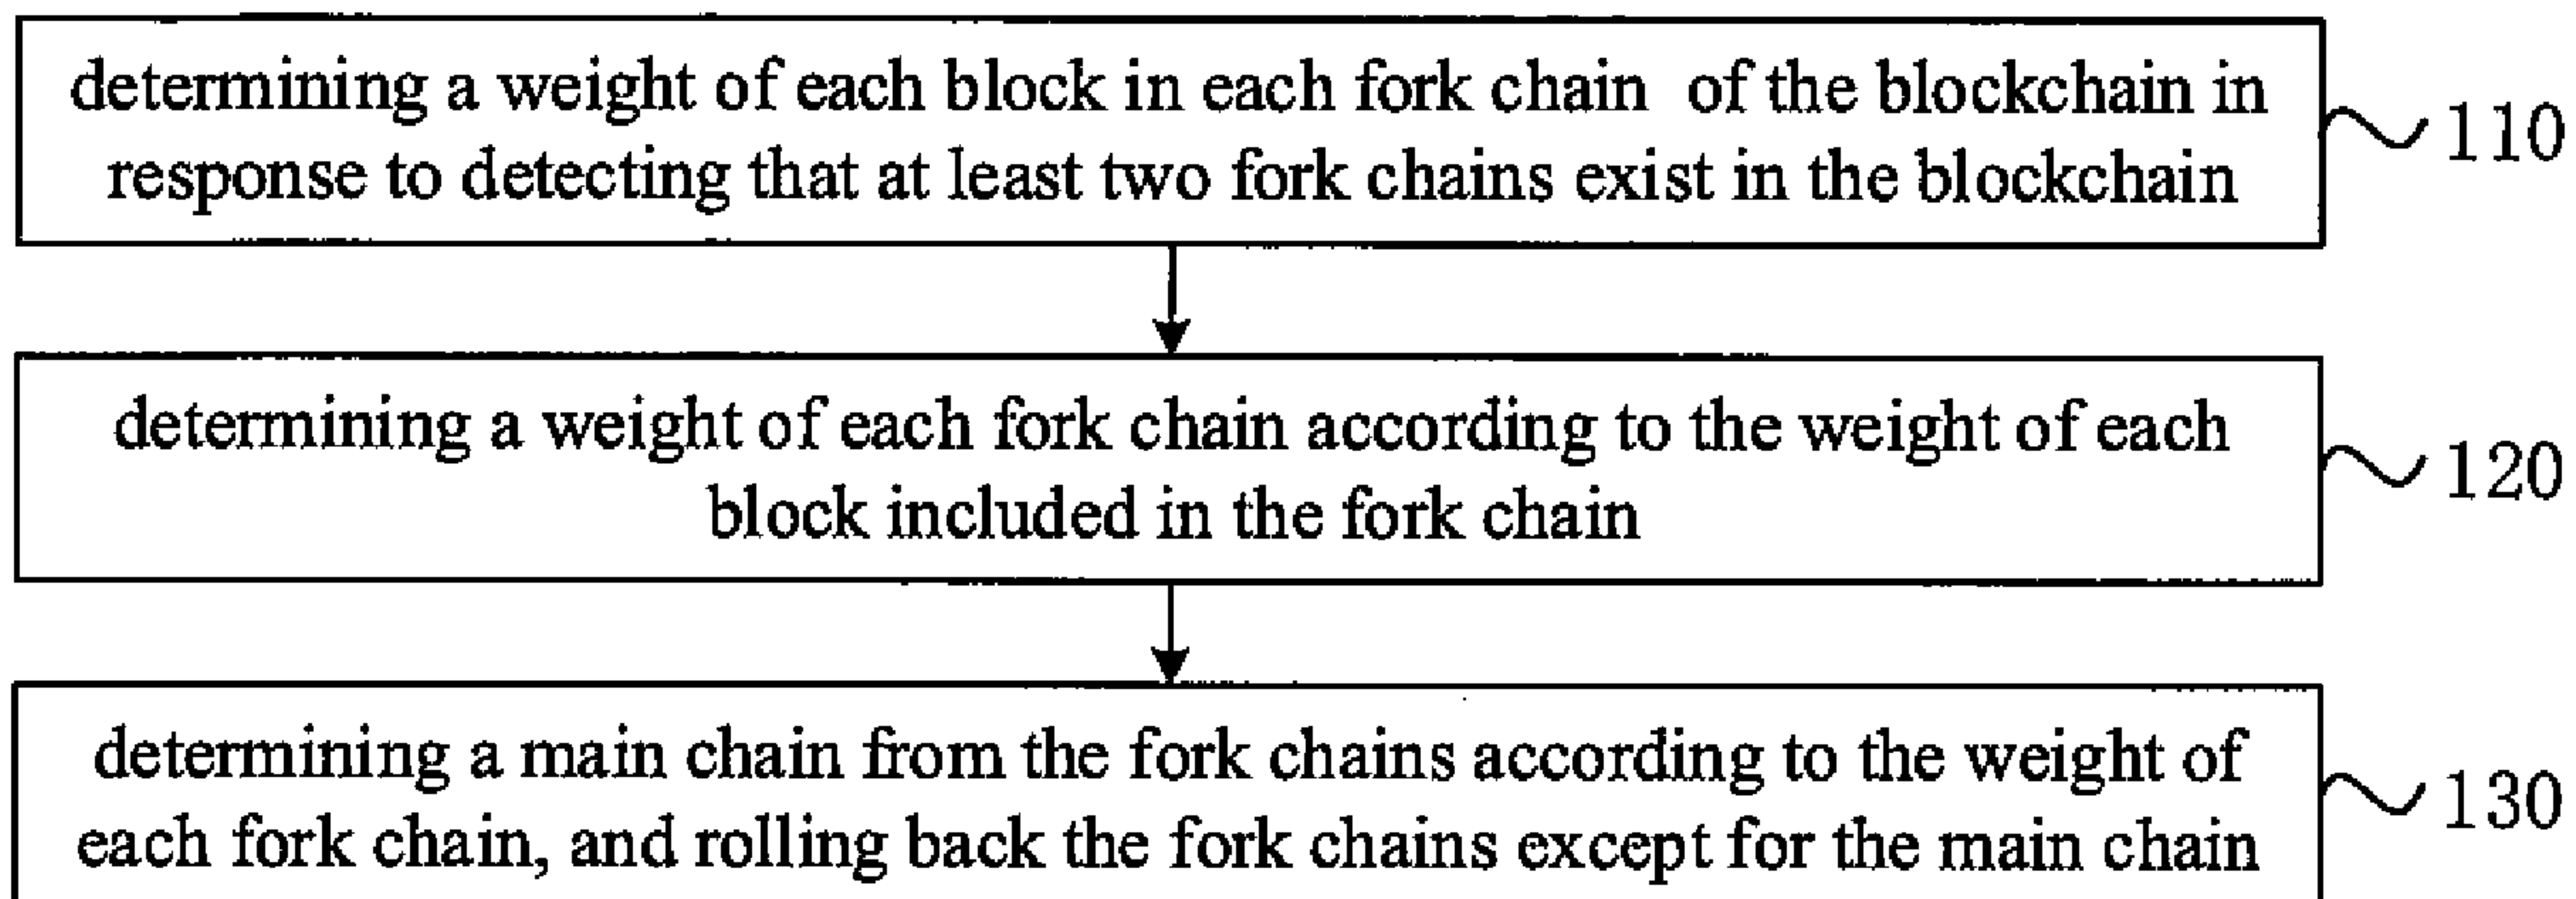 determining a weight of each block in each fork chain of the blockchain in
response to detecting that at least two fork chains exist in the blockchain
110
determining a weight of each fork chain according to the weight of each
block included in the fork chain
120
determining a main chain from the fork chains according to the weight of
each fork chain, and rolling back the fork chains except for the main chain
130